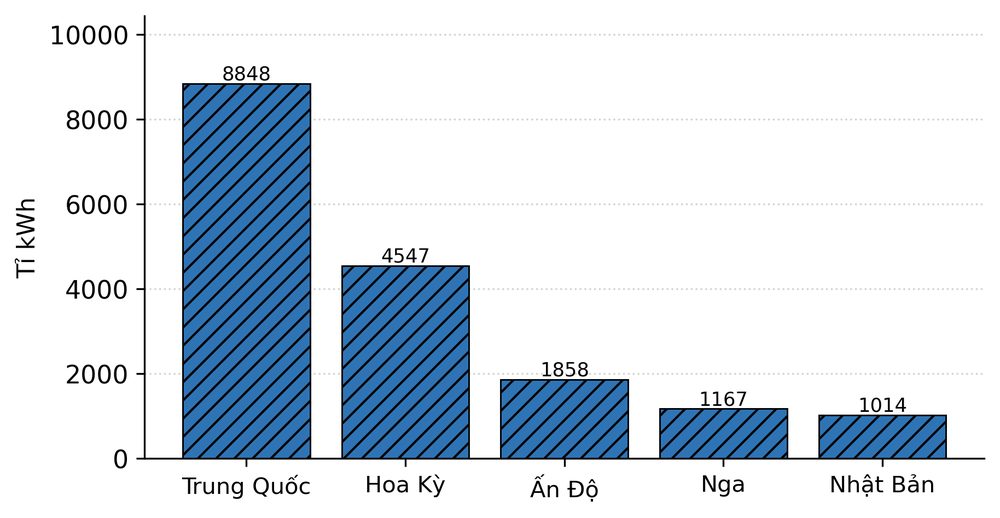 10000
8000
6000
4000
2000
0
Tỉ kWh
8848
4547
1858
1167
1014
Trung Quốc
Hoa Kỳ
Ấn Độ
Nga
Nhật Bản